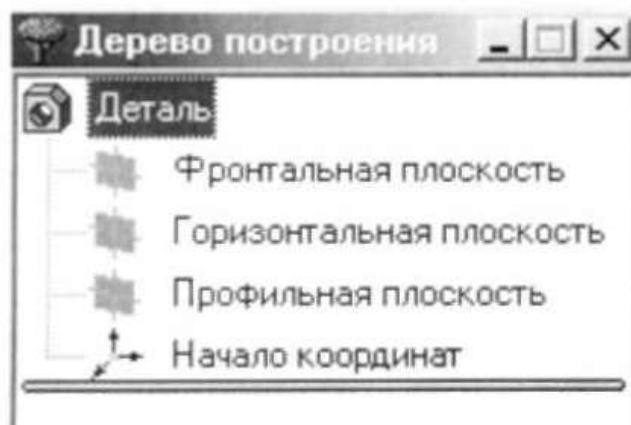 Дерево построения
Деталь
Фронтальная плоскость
Горизонтальная плоскость
Профильная плоскость
Начало координат